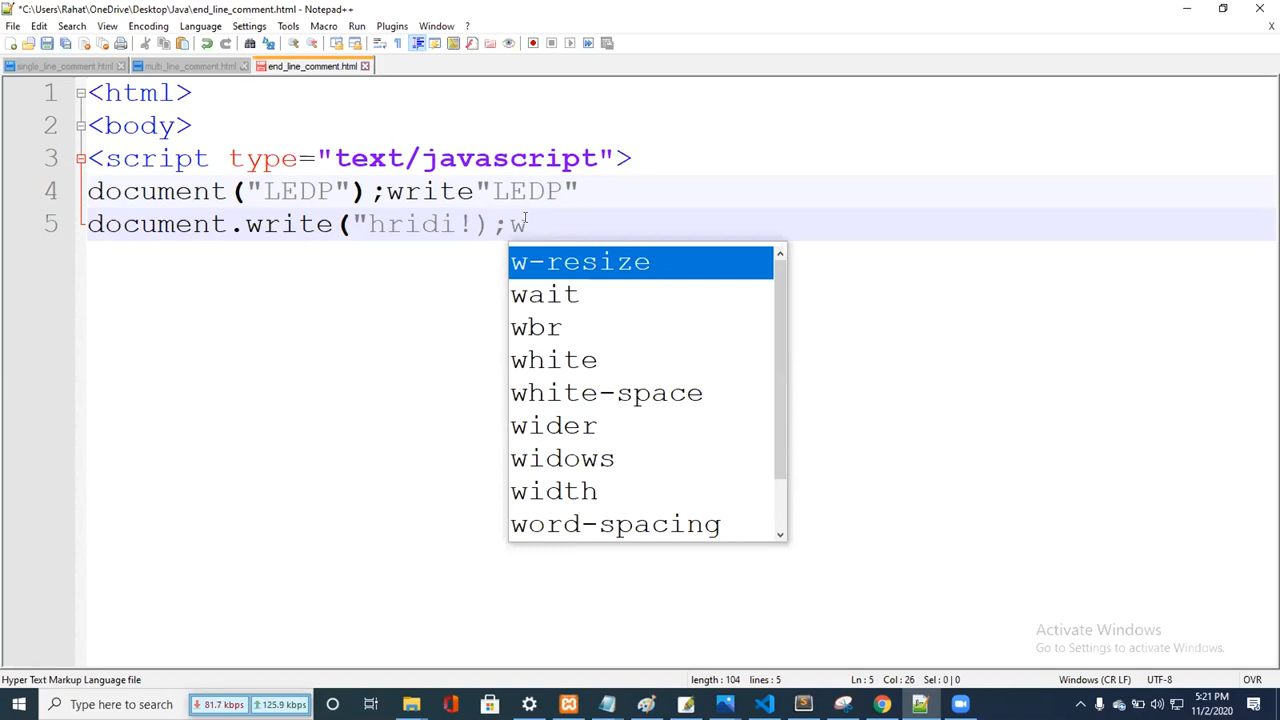 *C:\Users\Rahat\OneDrive\Desktop\Java\end_line_comment.html - Notepad++
File Edit Search View Encoding Language Settings Tools Macro Run Plugins Window ? X
single_line_comment.html multi_line_comment.html end_line_comment.html
1 <html>
2 <body>
3 <script type="text/javascript">
4 document("LEDP");write"LEDP"
5 document.write("hridi!);w
w-resize
wait
wbr
white
white-space
wider
widows
width
word-spacing
Activate Windows
Go to Settings to activate Windows.
Hyper Text Markup Language file length : 104 lines : 5 Ln : 5 Col : 26 Sel : 0 | 0 Windows (CR LF) UTF-8 OVR
Type here to search 81.7 kbps 125.9 kbps 5:21 PM
11/2/2020